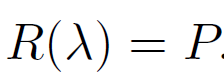 R(λ) = P.